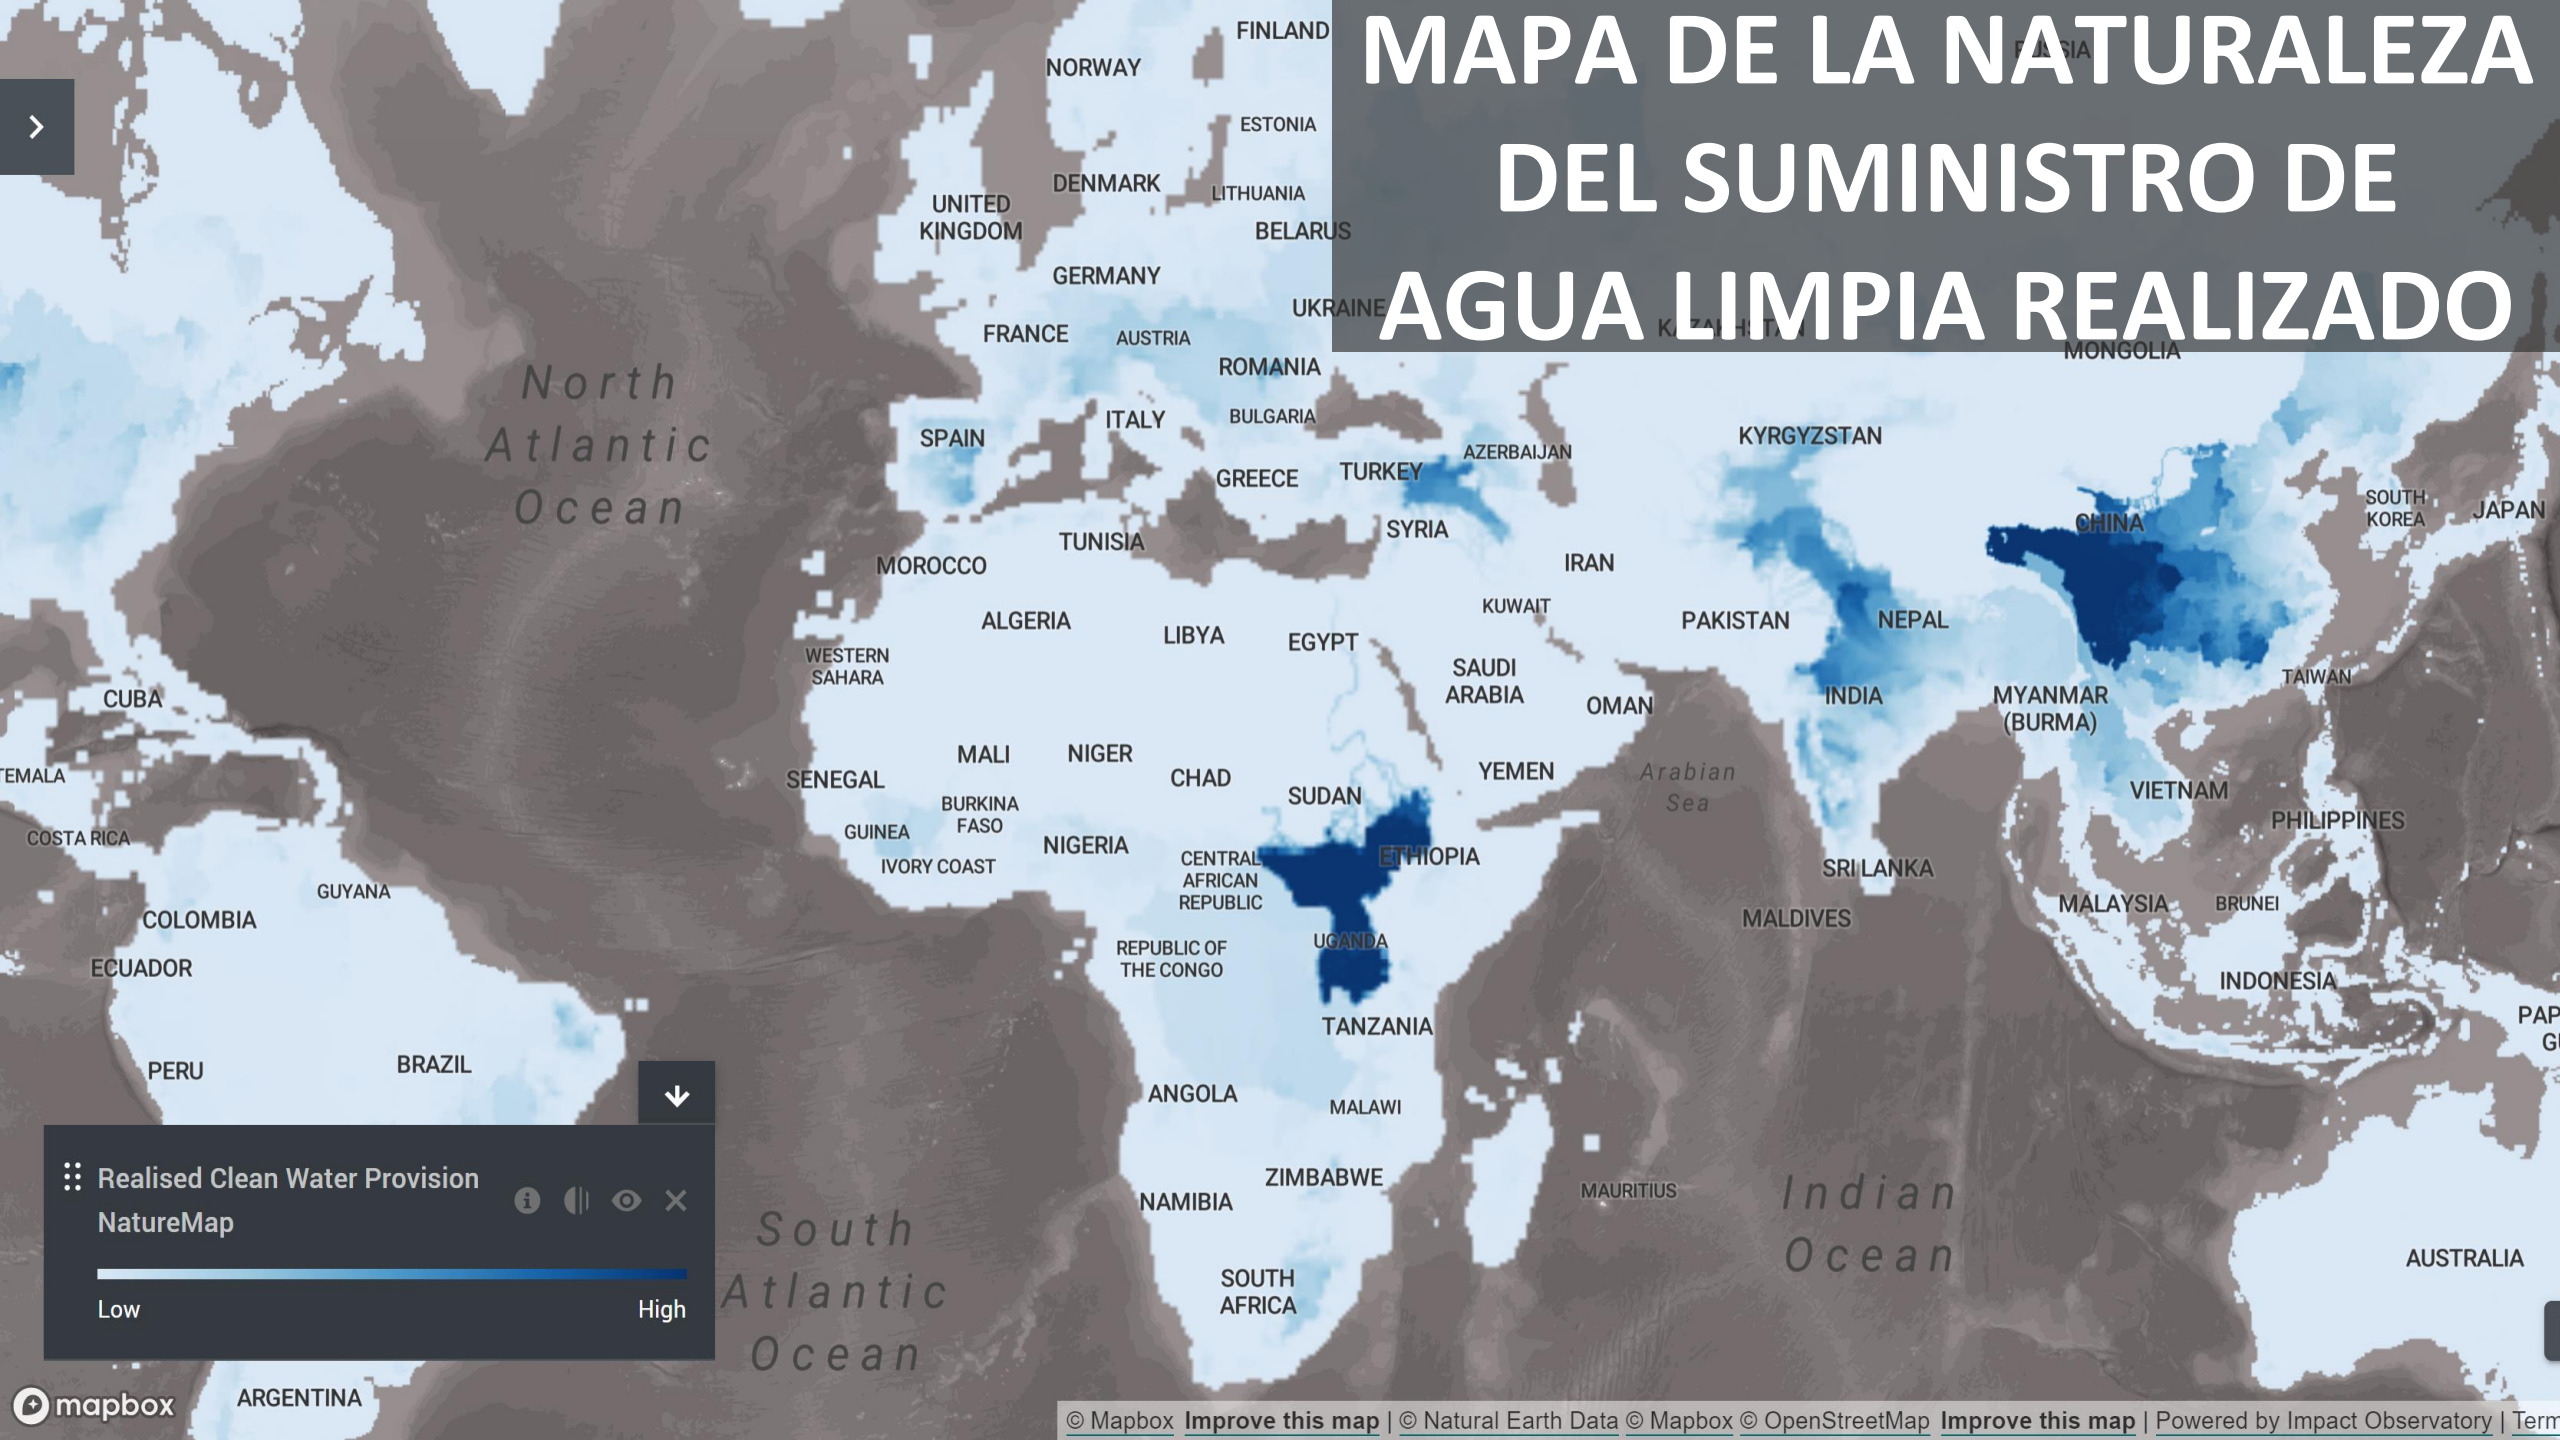 MAPA DE LA NATURALEZA
DEL SUMINISTRO DE
AGUA LIMPIA REALIZADO
FINLAND
NORWAY
RUSSIA
ESTONIA
DENMARK
LITHUANIA
UNITED
KINGDOM
BELARUS
GERMANY
UKRAINE
FRANCE
AUSTRIA
KAZAKHSTAN
MONGOLIA
ROMANIA
North
Atlantic
Ocean
ITALY
BULGARIA
SPAIN
KYRGYZSTAN
AZERBAIJAN
GREECE
TURKEY
SOUTH
KOREA
JAPAN
CHINA
SYRIA
TUNISIA
MOROCCO
IRAN
KUWAIT
ALGERIA
LIBYA
EGYPT
PAKISTAN
NEPAL
WESTERN
SAHARA
SAUDI
ARABIA
TAIWAN
CUBA
OMAN
INDIA
MYANMAR
(BURMA)
MALI
NIGER
TEMALA
SENEGAL
CHAD
YEMEN
Arabian
Sea
SUDAN
VIETNAM
BURKINA
FASO
PHILIPPINES
COSTA RICA
GUINEA
NIGERIA
IVORY COAST
CENTRAL
AFRICAN
REPUBLIC
ETHIOPIA
SRI LANKA
GUYANA
COLOMBIA
MALDIVES
MALAYSIA
BRUNEI
UGANDA
REPUBLIC OF
THE CONGO
ECUADOR
INDONESIA
PAP
GU
TANZANIA
PERU
BRAZIL
ANGOLA
MALAWI
ZIMBABWE
NAMIBIA
MAURITIUS
Indian
Ocean
South
Atlantic
Ocean
SOUTH
AFRICA
AUSTRALIA
Realised Clean Water Provision
NatureMap
Low High
ARGENTINA
mapbox
© Mapbox Improve this map | © Natural Earth Data © Mapbox © OpenStreetMap Improve this map | Powered by Impact Observatory | Term